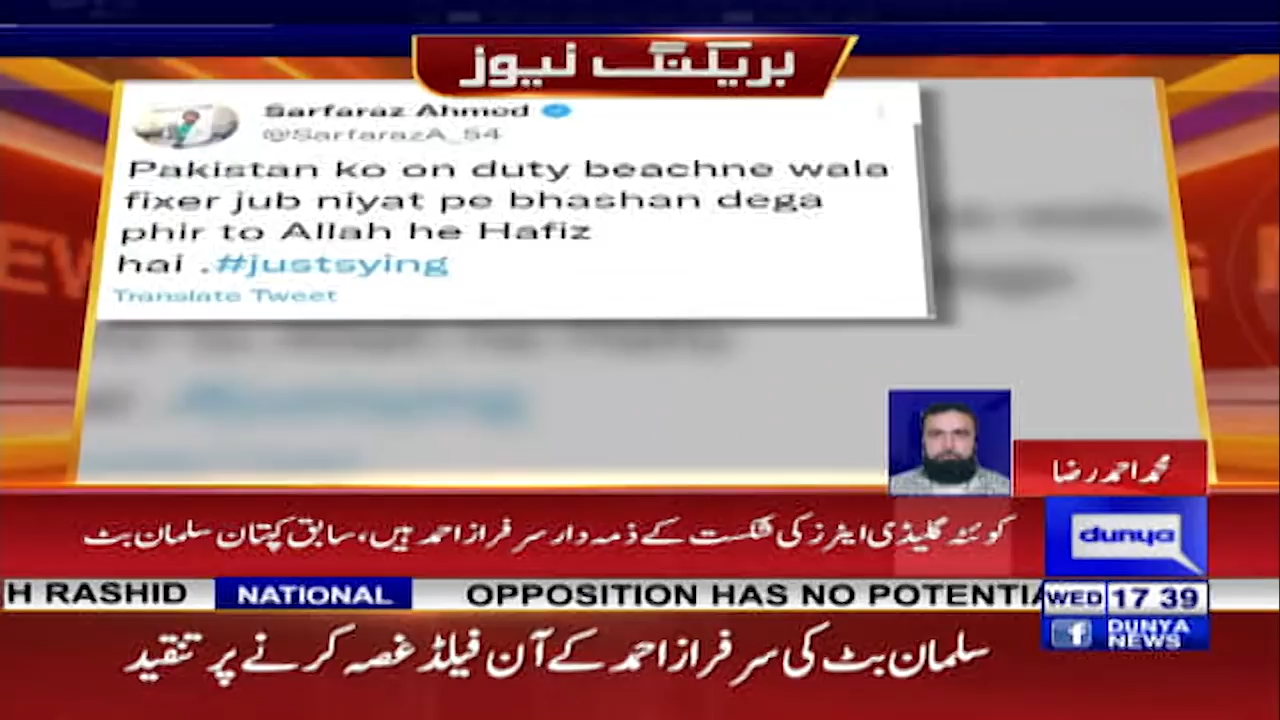 بریکنگ نیوز
Sarfaraz Ahmed
@SarfarazA_54
Pakistan ko on duty beachne wala
fixer jub niyat pe bhashan dega
phir to Allah he Hafiz
hai .#justsying
Translate Tweet
محمد احمد رضا
کوئٹہ گلیڈی ایٹرز کی شکست کے ذمہ دار سرفراز احمد ہیں، سابق کپتان سلمان بٹ
dunya
H RASHID NATIONAL OPPOSITION HAS NO POTENTIA
WED 17 39
DUNYA
NEWS
سلمان بٹ کی سرفراز احمد کے آن فیلڈ غصہ کرنے پر تنقید